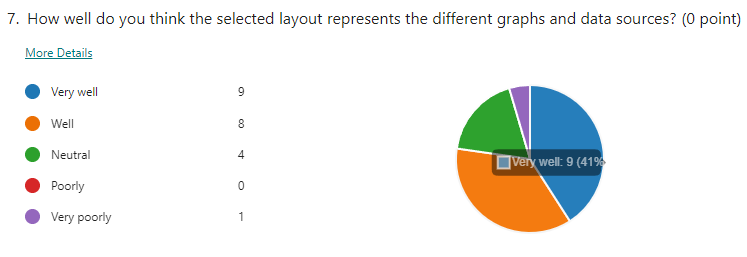 7. How well do you think the selected layout represents the different graphs and data sources? (0 point)
More Details
Very well 9
Well 8
Neutral 4
Poorly 0
Very poorly 1
Very well: 9 (41%